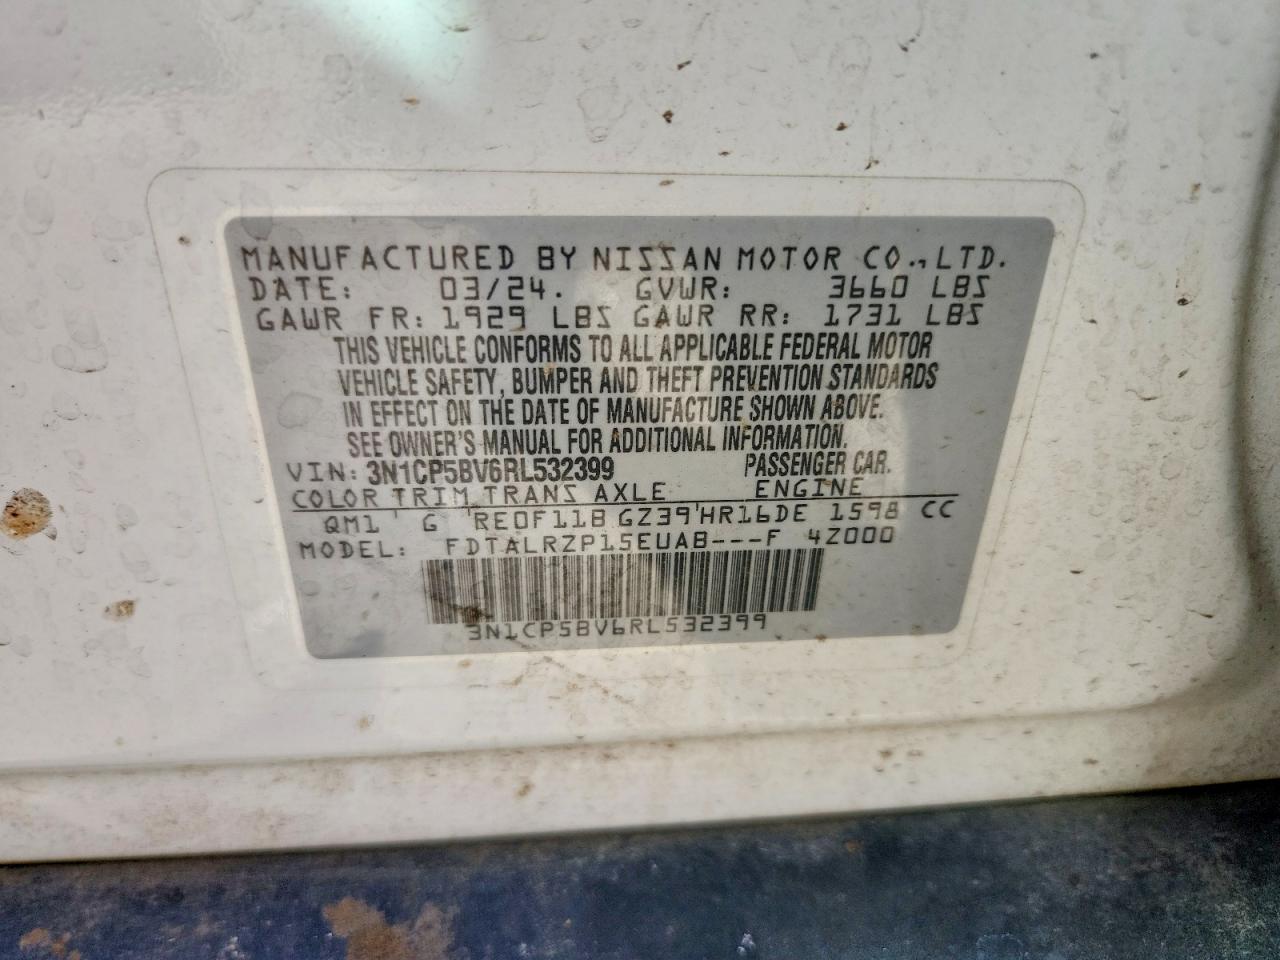 MANUFACTURED BY NISSAN MOTOR CO., LTD.
DATE: 03/24. GVWR: 3660 LBS
GAWR FR: 1929 LBS GAWR RR: 1731 LBS
THIS VEHICLE CONFORMS TO ALL APPLICABLE FEDERAL MOTOR
VEHICLE SAFETY, BUMPER AND THEFT PREVENTION STANDARDS
IN EFFECT ON THE DATE OF MANUFACTURE SHOWN ABOVE.
SEE OWNER'S MANUAL FOR ADDITIONAL INFORMATION.
VIN: 3N1CP5BV6RL532399 PASSENGER CAR.
COLOR TRIM TRANS AXLE ENGINE
QM1 ' G ' RE0F11B GZ39'HR16DE 1598 CC
MODEL: FDTALRZP15EUAB---F 4Z000
3N1CP5BV6RL532399